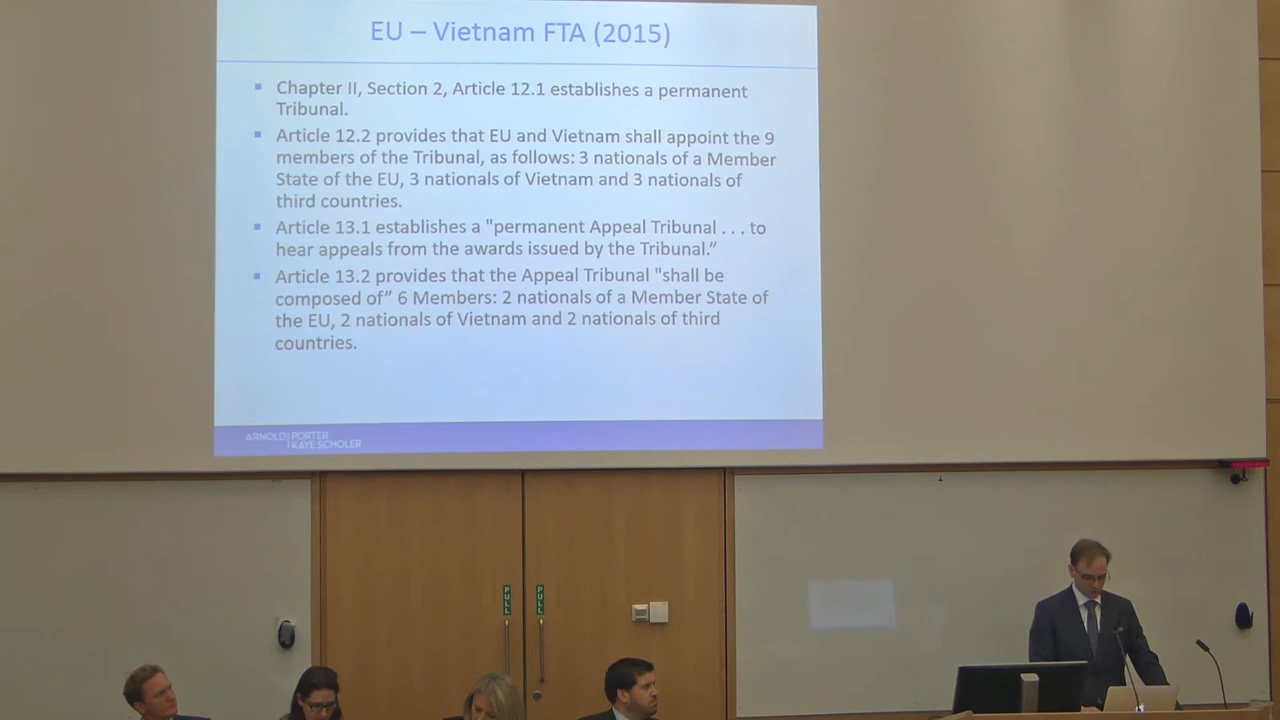 EU – Vietnam FTA (2015)
▪ Chapter II, Section 2, Article 12.1 establishes a permanent
Tribunal.
▪ Article 12.2 provides that EU and Vietnam shall appoint the 9
members of the Tribunal, as follows: 3 nationals of a Member
State of the EU, 3 nationals of Vietnam and 3 nationals of
third countries.
▪ Article 13.1 establishes a "permanent Appeal Tribunal . . . to
hear appeals from the awards issued by the Tribunal.”
▪ Article 13.2 provides that the Appeal Tribunal "shall be
composed of” 6 Members: 2 nationals of a Member State of
the EU, 2 nationals of Vietnam and 2 nationals of third
countries.
ARNOLD | PORTER
KAYE SCHOLER
PULL
PULL